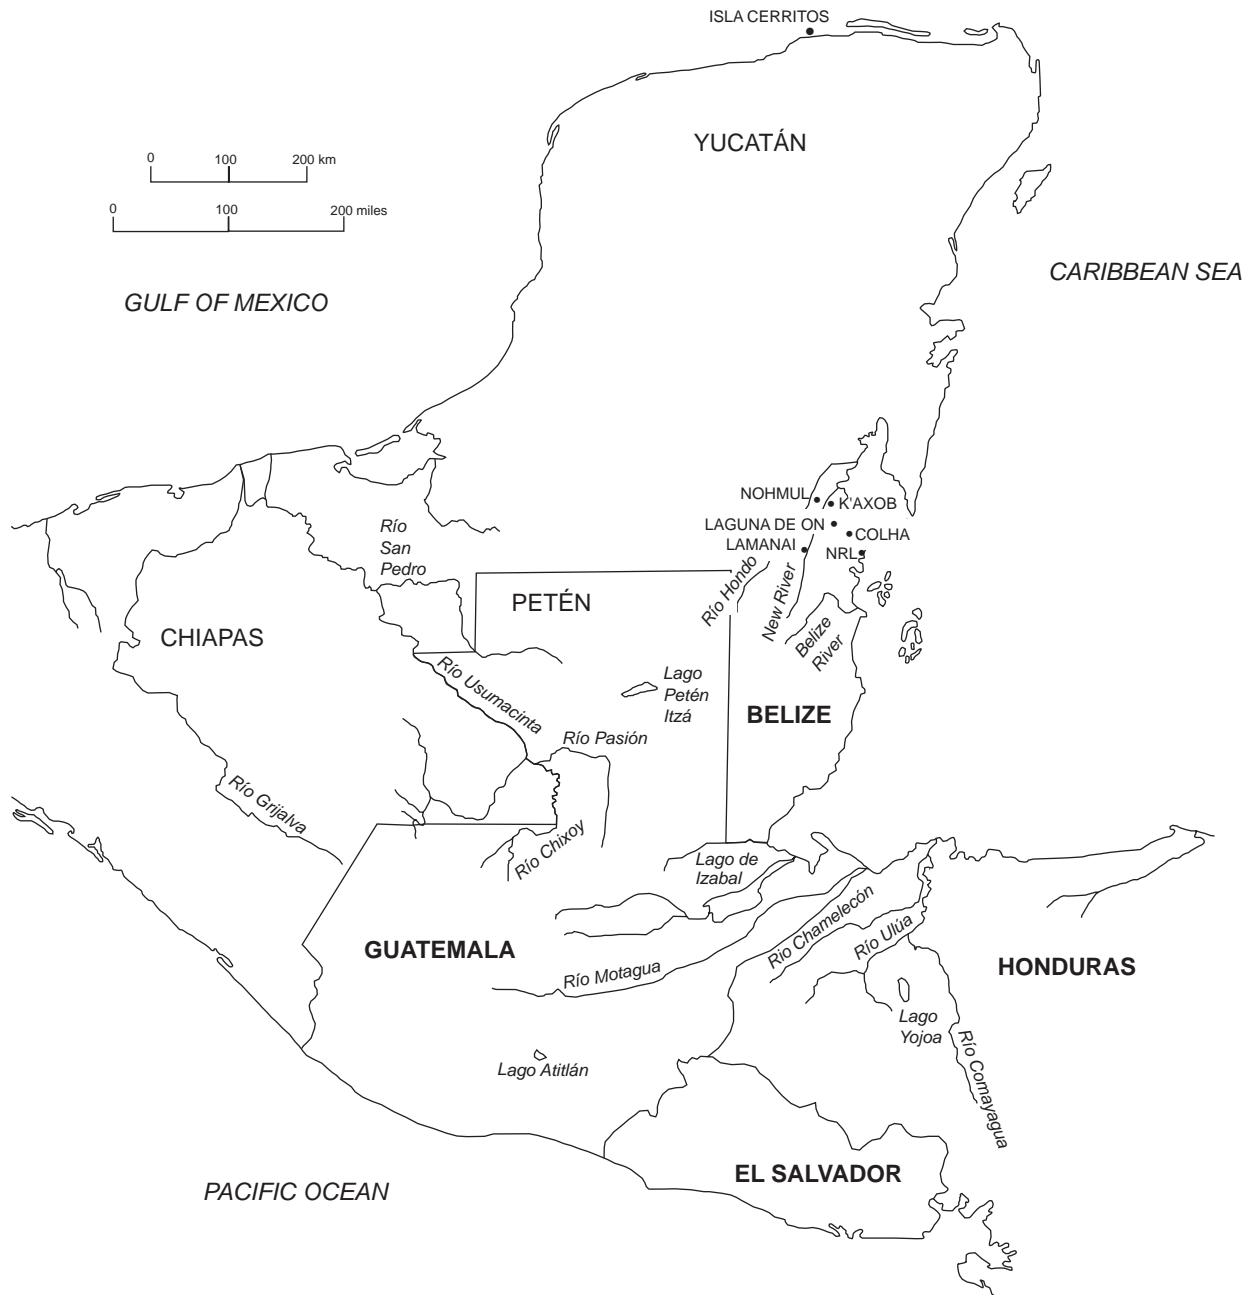 ISLA CERRITOS
YUCATÁN
0 100 200 km
0 100 200 miles
CARIBBEAN SEA
GULF OF MEXICO
NOHMUL
K'AXOB
LAGUNA DE ON
COLHA
LAMANAI
NRL
Río
San
Pedro
Río Hondo
New River
Belize
River
PETÉN
CHIAPAS
Río Usumacinta
Lago
Petén
Itzá
BELIZE
Río Pasión
Río Grijalva
Río Chixoy
Lago de
Izabal
Rio Chamelecón
Río Ulúa
GUATEMALA
Río Motagua
HONDURAS
Lago
Yojoa
Río Comayagua
Lago Atitlán
EL SALVADOR
PACIFIC OCEAN